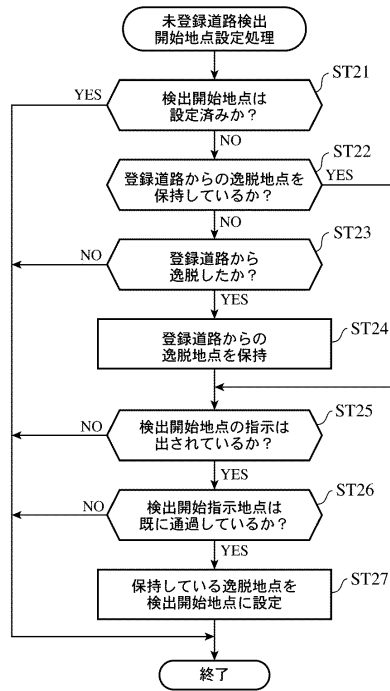 未登録道路検出
開始地点設定処理
ST21
YES
検出開始地点は
設定済みか？
NO
ST22
登録道路からの逸脱地点を
保持しているか？
YES
NO
ST23
NO
登録道路から
逸脱したか？
YES
ST24
登録道路からの
逸脱地点を保持
ST25
NO
検出開始地点の指示は
出されているか？
YES
ST26
NO
検出開始指示地点は
既に通過しているか？
YES
ST27
保持している逸脱地点を
検出開始地点に設定
終了